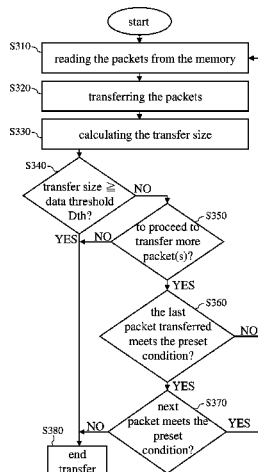 start
S310
reading the packets from the memory
S320
transferring the packets
S330
calculating the transfer size
S340
transfer size ≧
data threshold
Dth?
NO
YES
S350
to proceed to
transfer more
packet(s)?
NO
YES
S360
the last
packet transferred
meets the preset
condition?
NO
YES
S370
next
packet meets the
preset
condition?
NO
YES
S380
end
transfer